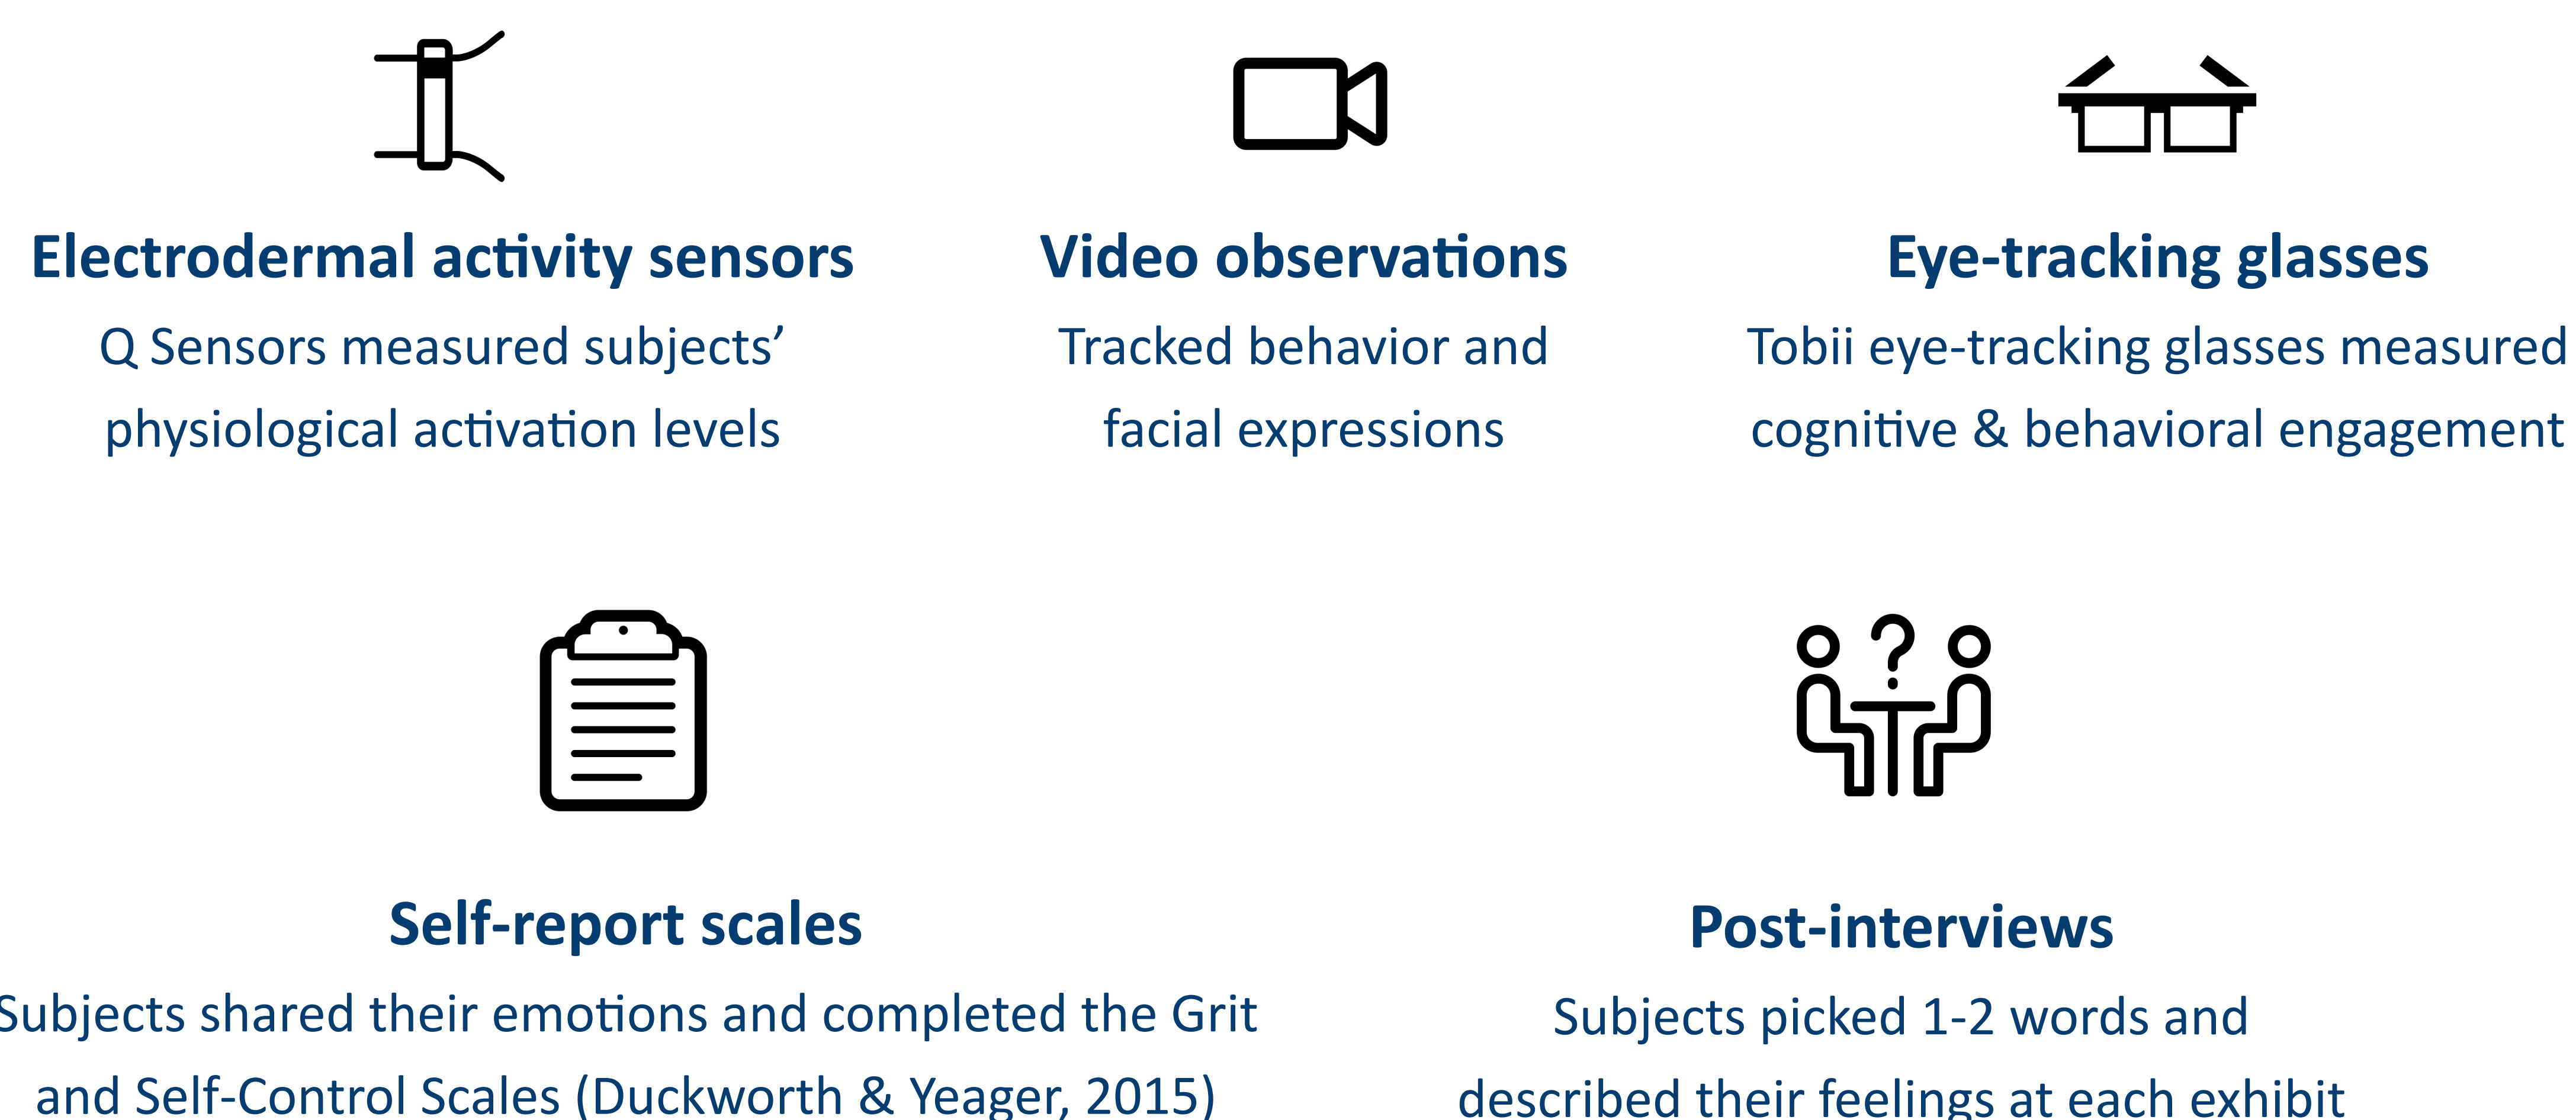 Electrodermal activity sensors
Q Sensors measured subjects’
physiological activation levels
Video observations
Tracked behavior and
facial expressions
Eye-tracking glasses
Tobii eye-tracking glasses measured
cognitive & behavioral engagement
?
Self-report scales
Subjects shared their emotions and completed the Grit
and Self-Control Scales (Duckworth & Yeager, 2015)
Post-interviews
Subjects picked 1-2 words and
described their feelings at each exhibit